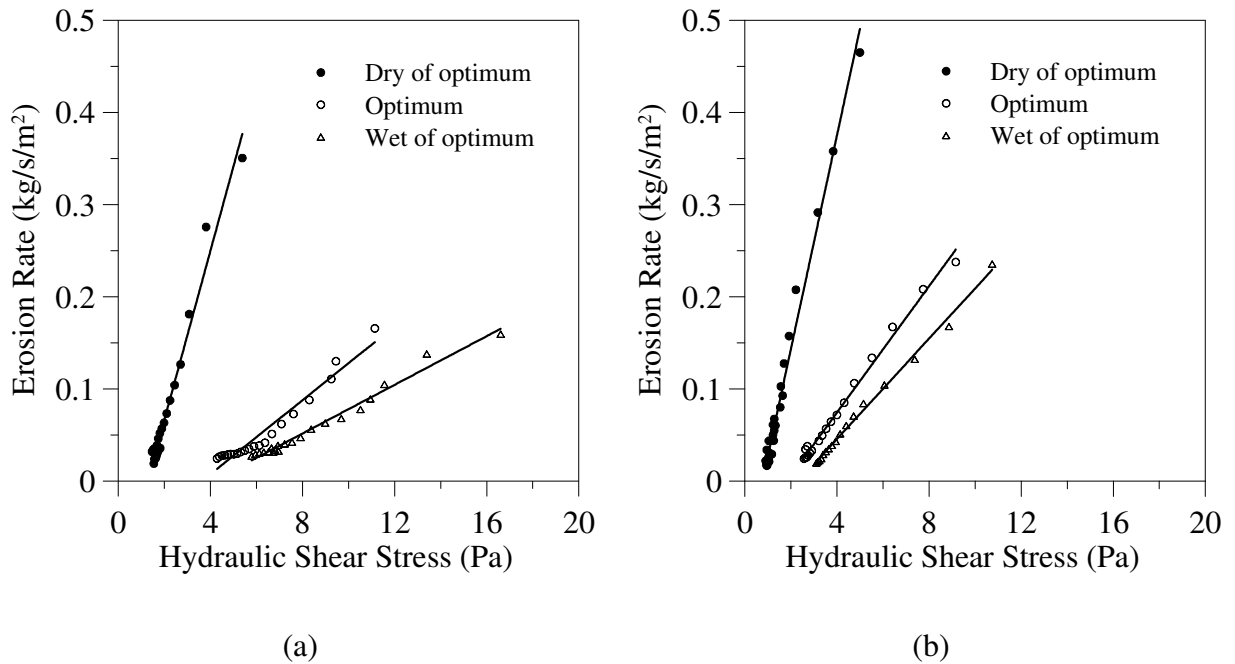 0.5
0.4
0.3
0.2
0.1
0
Erosion Rate (kg/s/m²)
Dry of optimum
Optimum
Wet of optimum
0 4 8 12 16 20
Hydraulic Shear Stress (Pa)
(a)
0.5
0.4
0.3
0.2
0.1
0
Erosion Rate (kg/s/m²)
Dry of optimum
Optimum
Wet of optimum
0 4 8 12 16 20
Hydraulic Shear Stress (Pa)
(b)